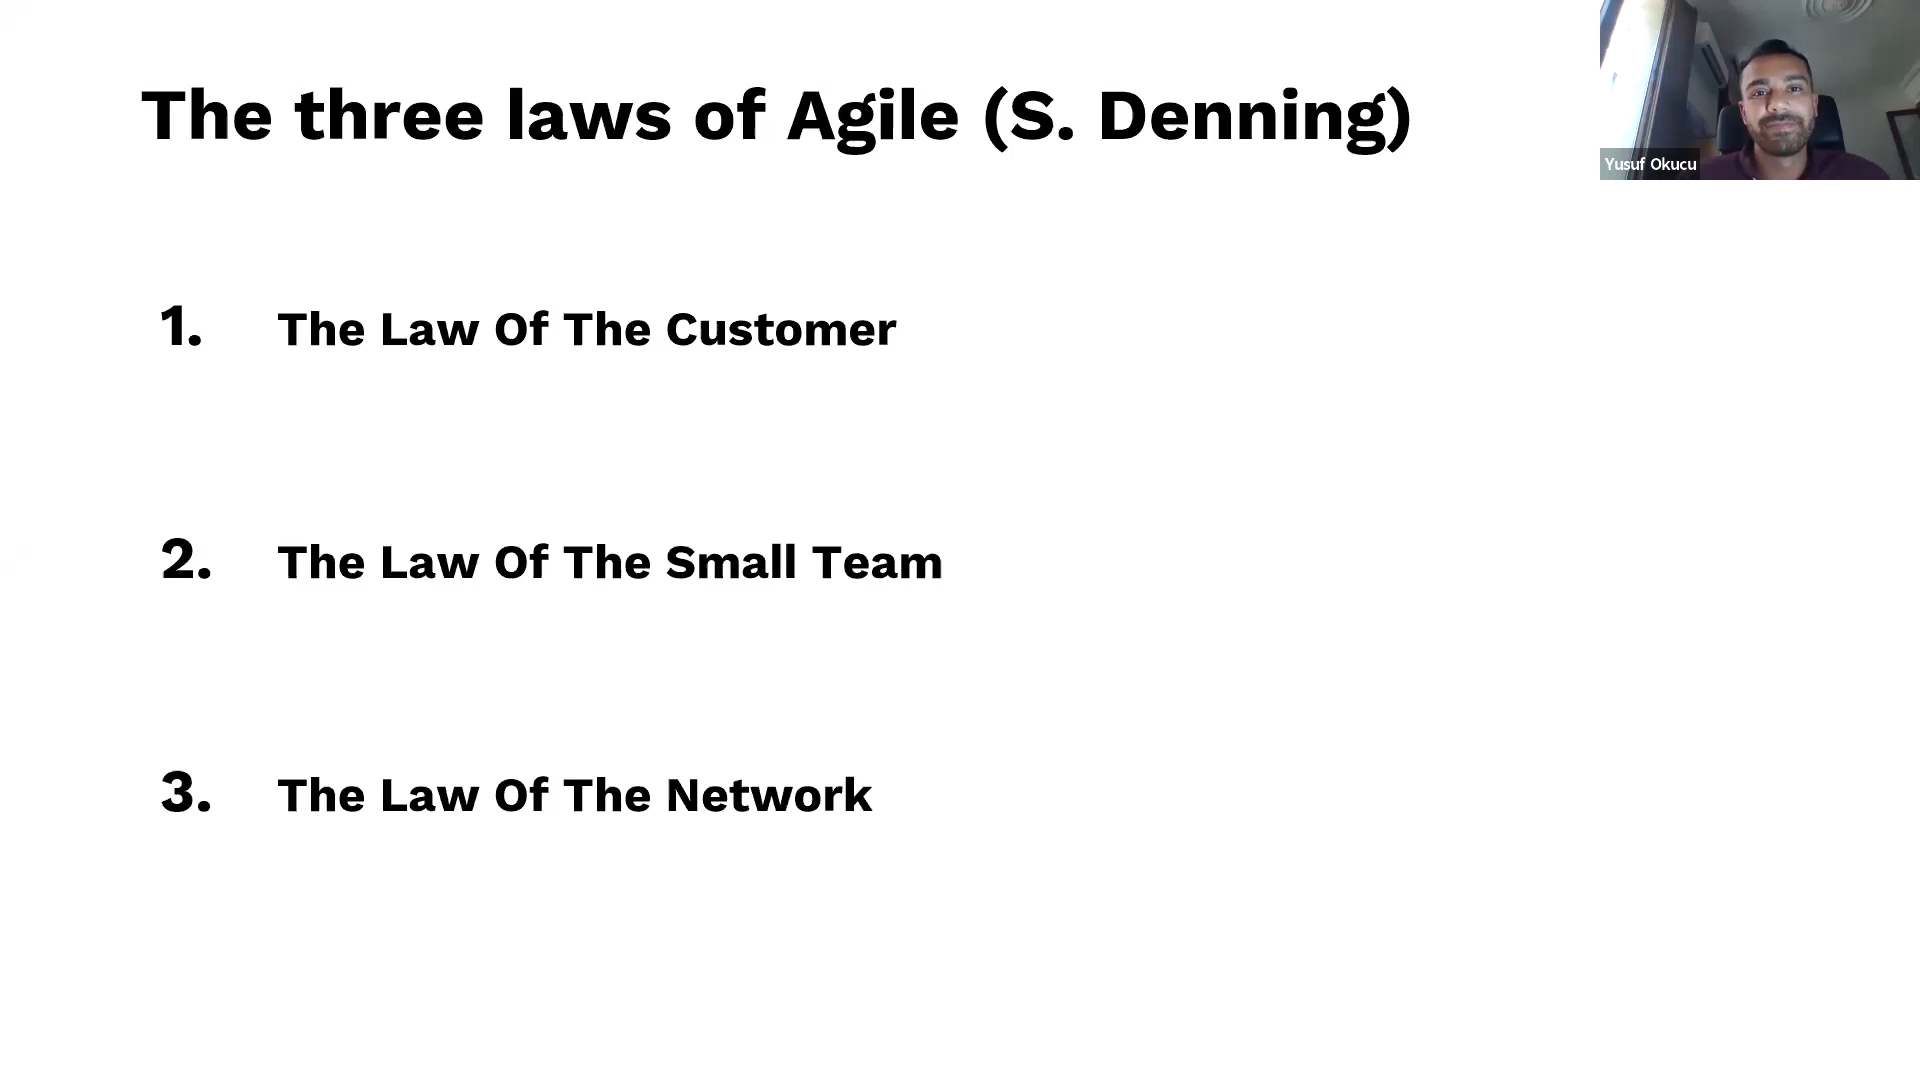 The three laws of Agile (S. Denning)
Yusuf Okucu
1. The Law Of The Customer
2. The Law Of The Small Team
3. The Law Of The Network